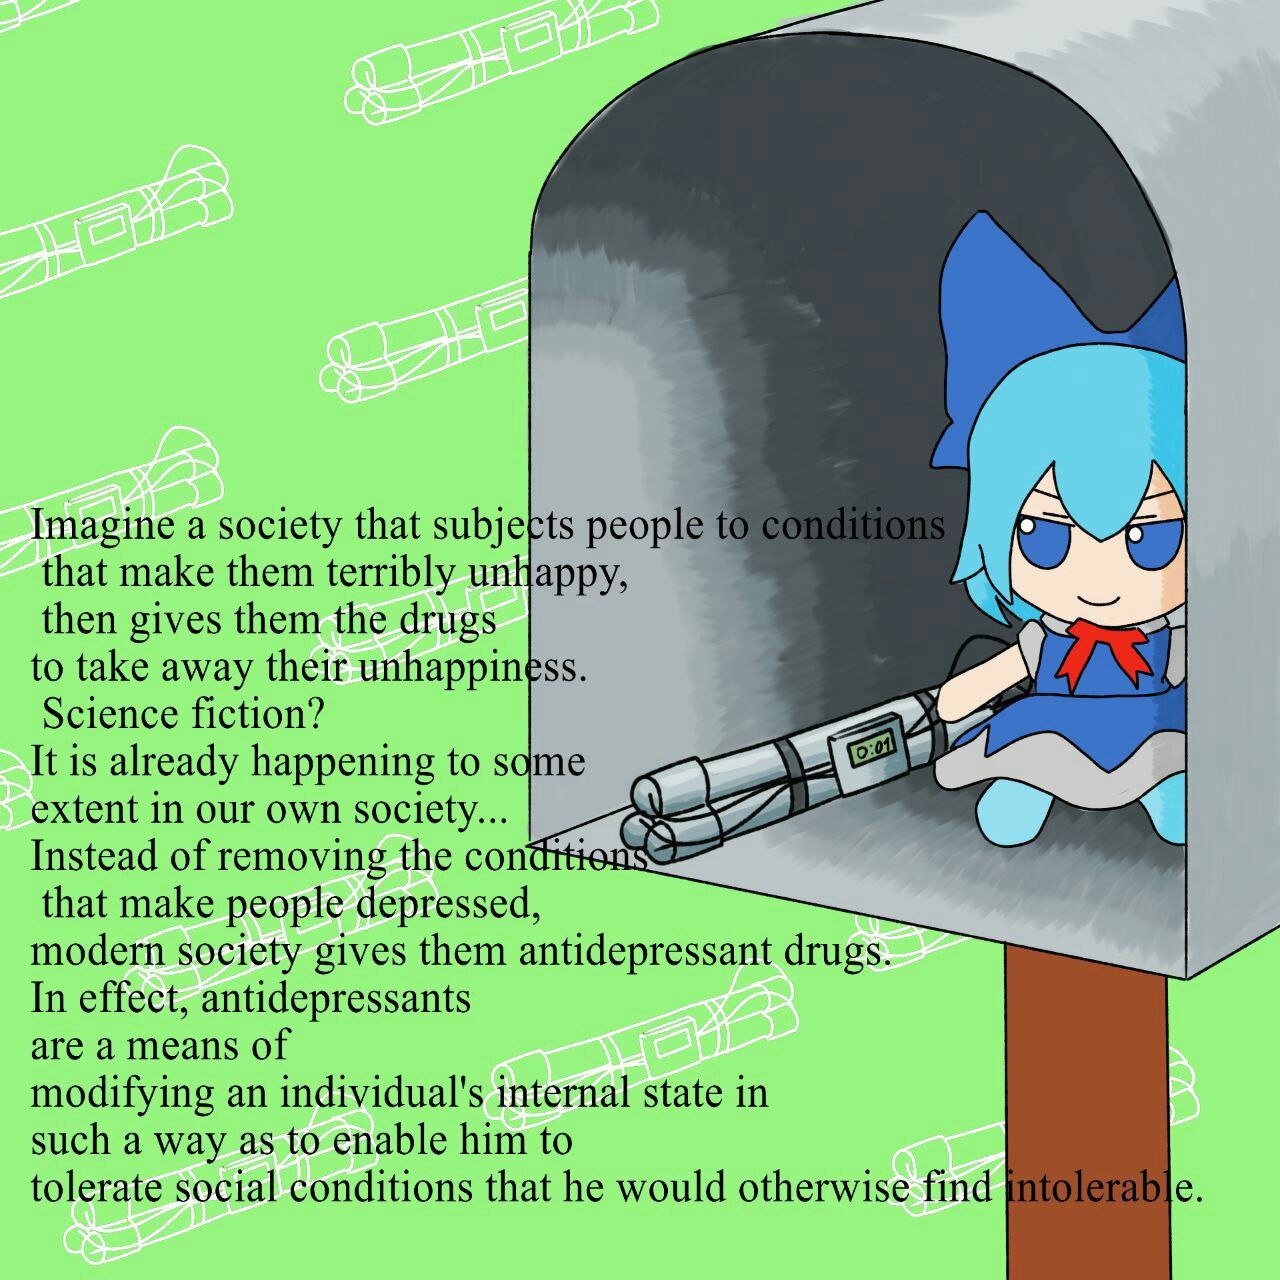 0:01
Imagine a society that subjects people to conditions
that make them terribly unhappy,
then gives them the drugs
to take away their unhappiness.
Science fiction?
It is already happening to some
extent in our own society...
Instead of removing the conditions
that make people depressed,
modern society gives them antidepressant drugs.
In effect, antidepressants
are a means of
modifying an individual's internal state in
such a way as to enable him to
tolerate social conditions that he would otherwise find intolerable.